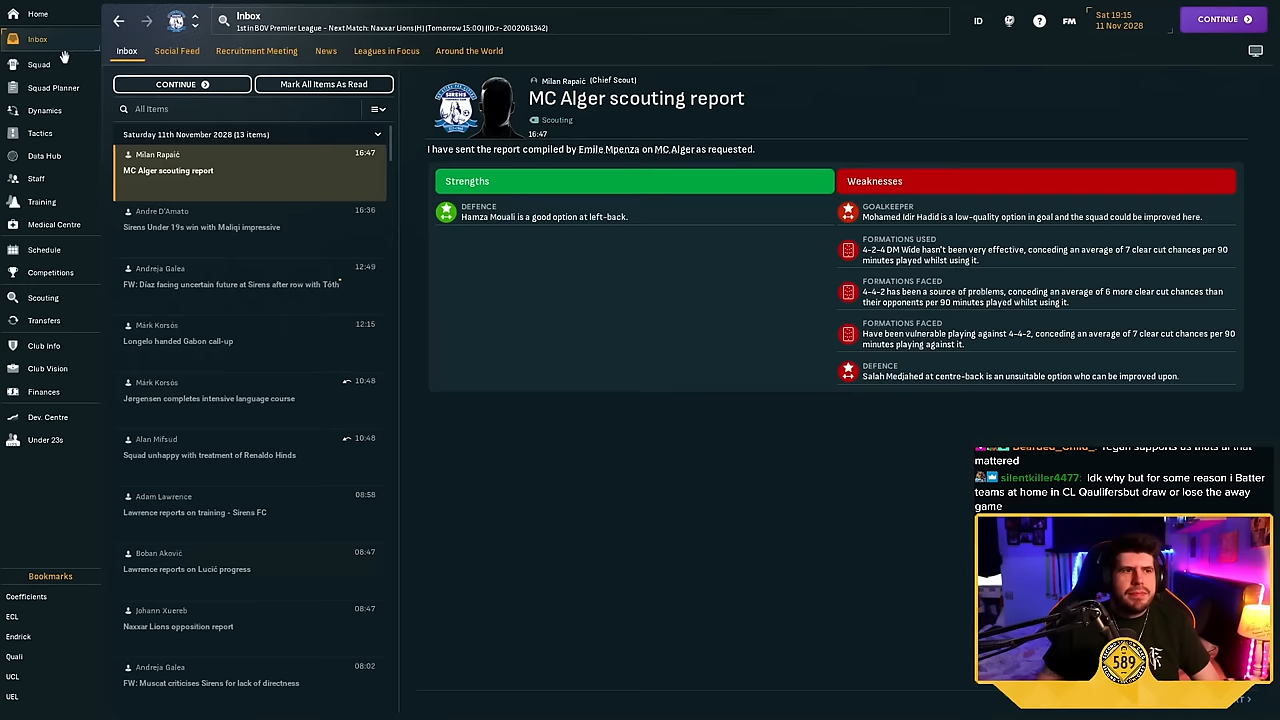 Home
Inbox
Squad
Squad Planner
Dynamics
Tactics
Data Hub
Staff
Training
Medical Centre
Schedule
Competitions
Scouting
Transfers
Club Info
Club Vision
Finances
Dev. Centre
Under 23s
Bookmarks
Coefficients
ECL
Endrick
Quali
UCL
UEL
Inbox
1st in BOV Premier League - Next Match: Naxxar Lions (H) (Tomorrow 15:00) (ID:r-2002061342)
ID
?
FM
Sat 19:15
11 Nov 2028
CONTINUE
Inbox
Social Feed
Recruitment Meeting
News
Leagues in Focus
Around the World
CONTINUE
Mark All Items As Read
All Items
Saturday 11th November 2028 (13 items)
Milan Rapaić 16:47
MC Alger scouting report
Andre D'Amato 16:36
Sirens Under 19s win with Maliqi impressive
Andreja Galea 12:49
FW: Díaz facing uncertain future at Sirens after row with Tóth
Márk Korsós 12:15
Longelo handed Gabon call-up
Márk Korsós 10:48
Jørgensen completes intensive language course
Alan Mifsud 10:48
Squad unhappy with treatment of Renaldo Hinds
Adam Lawrence 08:58
Lawrence reports on training - Sirens FC
Boban Aković 08:47
Lawrence reports on Lucić progress
Johann Xuereb 08:47
Naxxar Lions opposition report
Andreja Galea 08:02
FW: Muscat criticises Sirens for lack of directness
SIRENS
Milan Rapaić (Chief Scout)
MC Alger scouting report
Scouting
16:47
I have sent the report compiled by Emile Mpenza on MC Alger as requested.
Strengths
DEFENCE
Hamza Mouali is a good option at left-back.
Weaknesses
GOALKEEPER
Mohamed Idir Hadid is a low-quality option in goal and the squad could be improved here.
FORMATIONS USED
4-2-4 DM Wide hasn't been very effective, conceding an average of 7 clear cut chances per 90
minutes played whilst using it.
FORMATIONS FACED
4-4-2 has been a source of problems, conceding an average of 6 more clear cut chances than
their opponents per 90 minutes played whilst using it.
FORMATIONS FACED
Have been vulnerable playing against 4-4-2, conceding an average of 7 clear cut chances per 90
minutes playing against it.
DEFENCE
Salah Medjahed at centre-back is an unsuitable option who can be improved upon.
mattered
silentkiller4477: Idk why but for some reason i Batter
teams at home in CL Qaulifersbut draw or lose the away
game
589